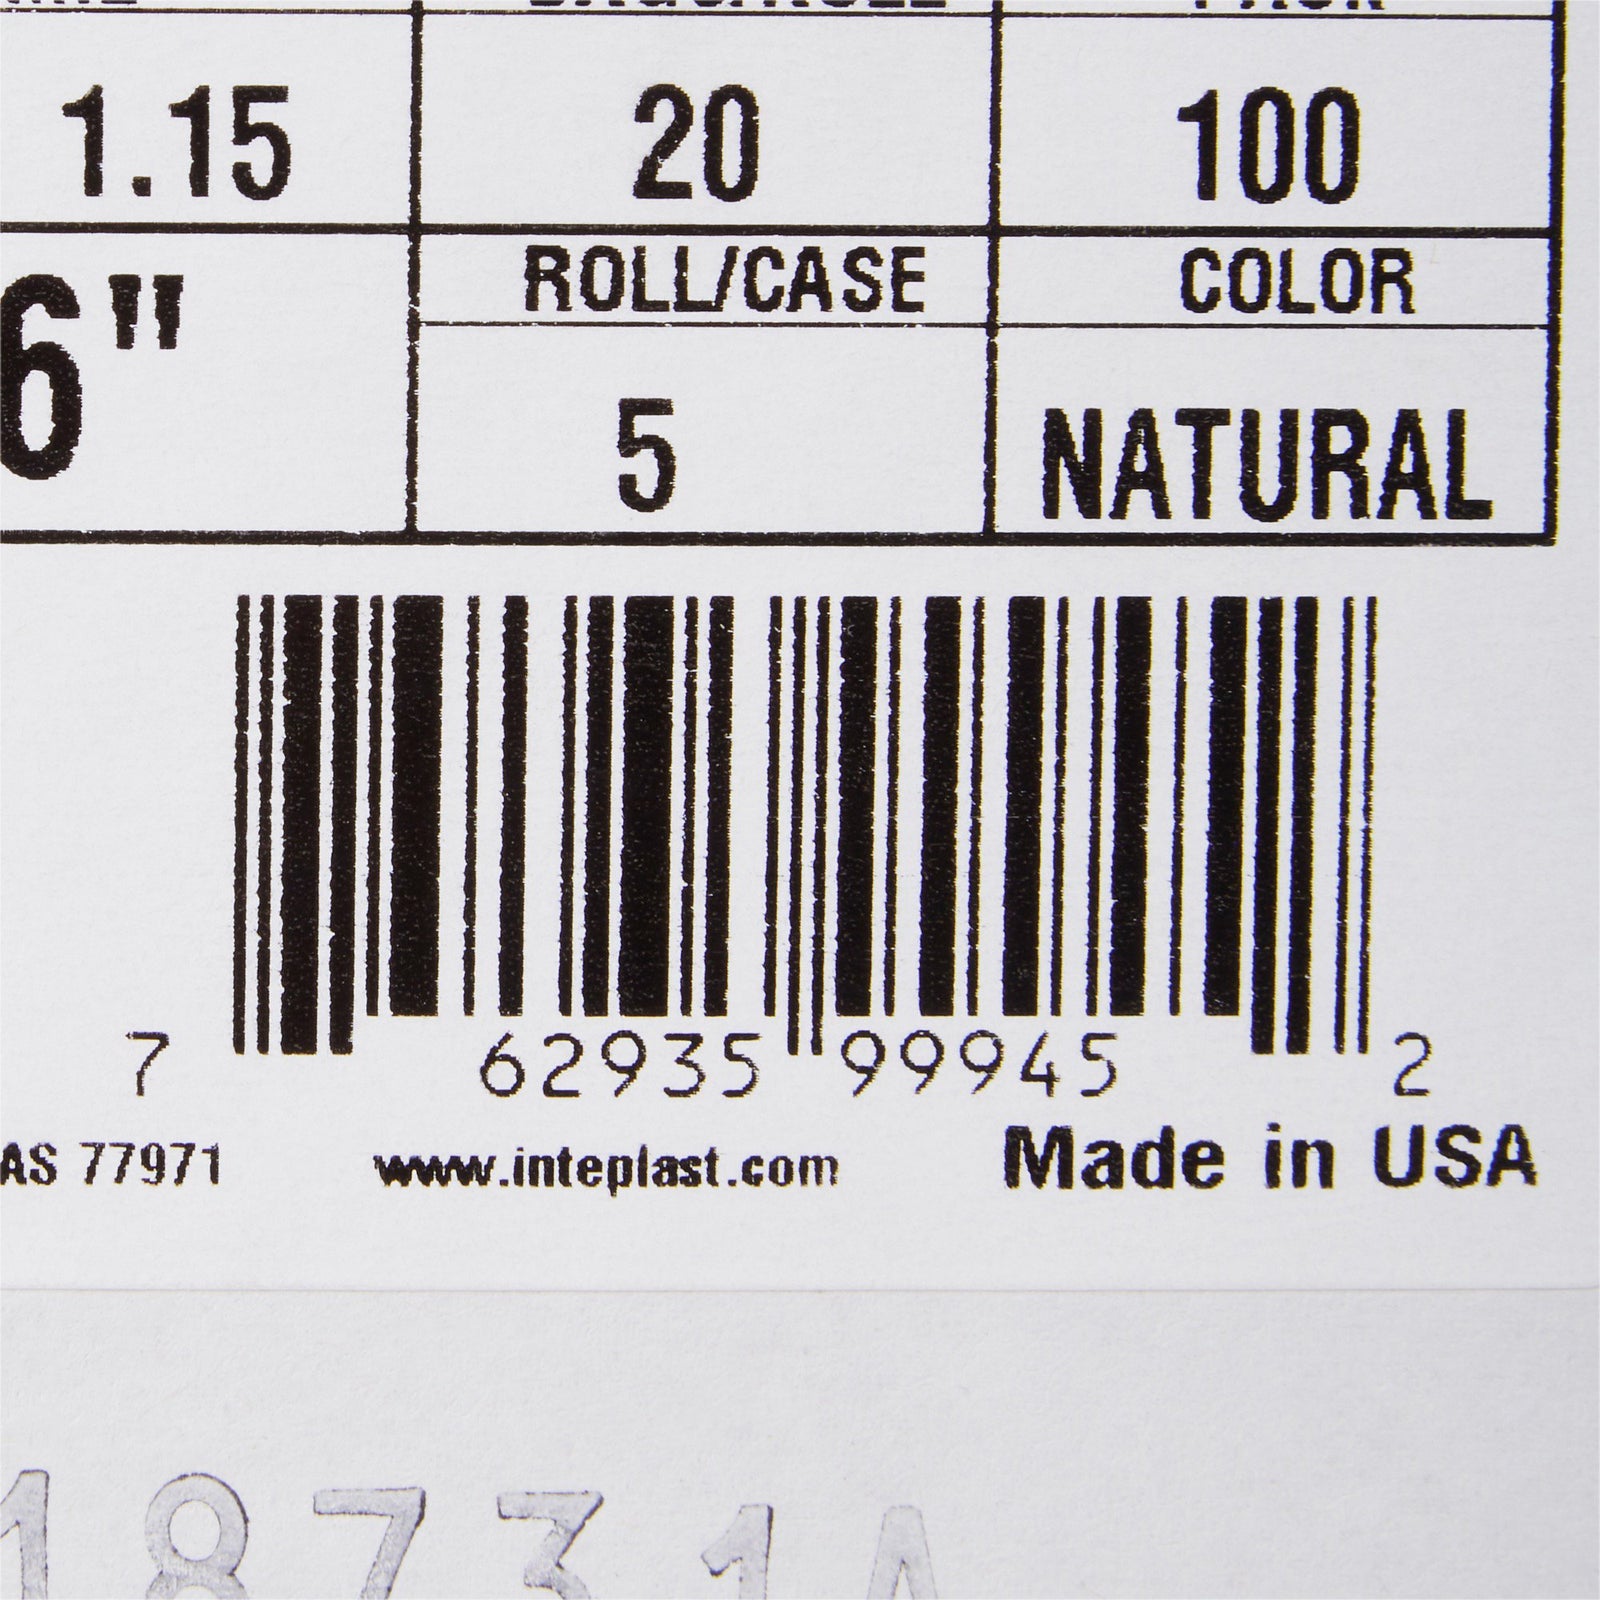 1.15 20 100
ROLL/CASE COLOR
6" 5 NATURAL
7 62935 99945 2
AS 77971 www.inteplast.com Made in USA
18731A